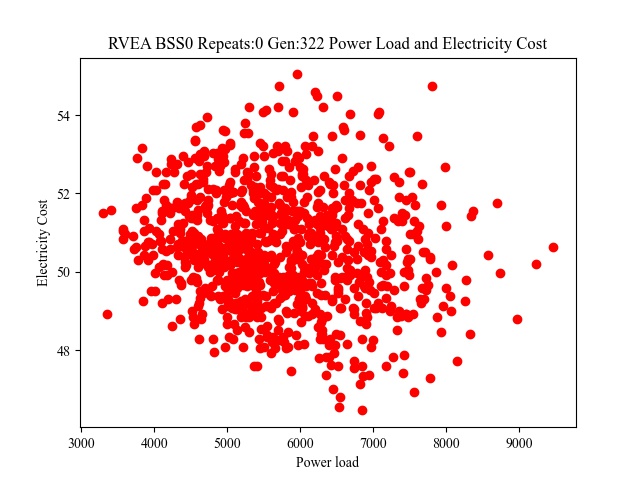 RVEA BSS0 Repeats:0 Gen:322 Power Load and Electricity Cost
54
52
50
48
Electricity Cost
3000 4000 5000 6000 7000 8000 9000
Power load